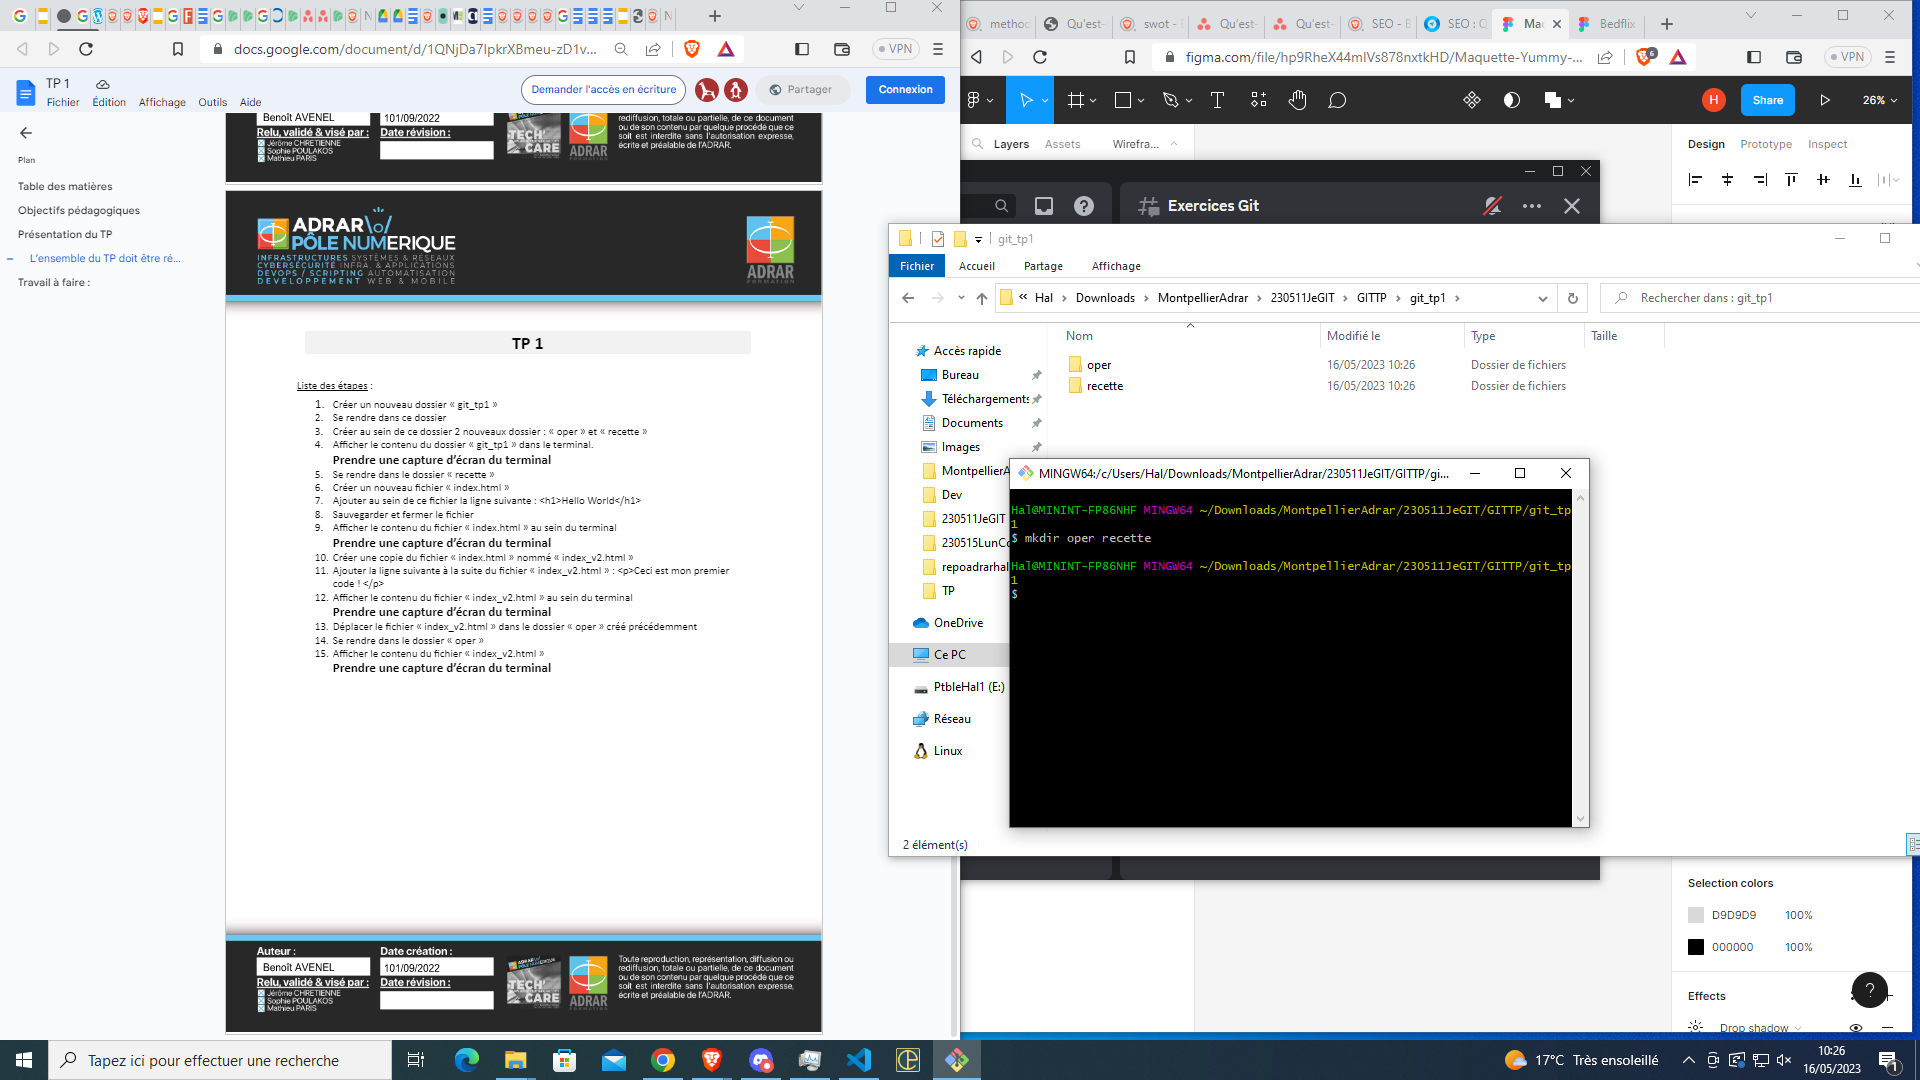 docs.google.com/document/d/1QNjDa7lpkrXBmeu-zD1v...
VPN
TP 1
Fichier Édition Affichage Outils Aide
Demander l'accès en écriture
Partager
Connexion
Plan
Table des matières
Objectifs pédagogiques
Présentation du TP
L'ensemble du TP doit être ré...
Travail à faire :
Benoît AVENEL
101/09/2022
Relu, validé & visé par :
Date révision :
Jérôme CHRETIENNE
Sophie POULAKOS
Mathieu PARIS
TECH' CARE
ADRAR
rediffusion, totale ou partielle, de ce document
ou de son contenu par quelque procédé que ce
soit est interdite sans l'autorisation expresse,
écrite et préalable de l'ADRAR.
ADRAR
PÔLE NUMERIQUE
INFRASTRUCTURES SYSTÈMES & RÉSEAUX
CYBERSÉCURITÉ INFRA. & APPLICATIONS
DEVOPS / SCRIPTING AUTOMATISATION
DEVELOPPEMENT WEB & MOBILE
ADRAR
TP 1
Liste des étapes :
1. Créer un nouveau dossier « git_tp1 »
2. Se rendre dans ce dossier
3. Créer au sein de ce dossier 2 nouveaux dossier : « oper » et « recette »
4. Afficher le contenu du dossier « git_tp1 » dans le terminal.
Prendre une capture d'écran du terminal
5. Se rendre dans le dossier « recette »
6. Créer un nouveau fichier « index.html »
7. Ajouter au sein de ce fichier la ligne suivante : <h1>Hello World</h1>
8. Sauvegarder et fermer le fichier
9. Afficher le contenu du fichier « index.html » au sein du terminal
Prendre une capture d'écran du terminal
10. Créer une copie du fichier « index.html » nommé « index_v2.html »
11. Ajouter la ligne suivante à la suite du fichier « index_v2.html » : <p>Ceci est mon premier
code ! </p>
12. Afficher le contenu du fichier « index_v2.html » au sein du terminal
Prendre une capture d'écran du terminal
13. Déplacer le fichier « index_v2.html » dans le dossier « oper » créé précédemment
14. Se rendre dans le dossier « oper »
15. Afficher le contenu du fichier « index_v2.html »
Prendre une capture d'écran du terminal
Auteur :
Date création :
Benoît AVENEL
101/09/2022
Relu, validé & visé par :
Date révision :
Jérôme CHRETIENNE
Sophie POULAKOS
Mathieu PARIS
TECH' CARE
ADRAR
Toute reproduction, représentation, diffusion ou
rediffusion, totale ou partielle, de ce document
ou de son contenu par quelque procédé que ce
soit est interdite sans l'autorisation expresse,
écrite et préalable de l'ADRAR.
method Qu'est- swot - Qu'est- Qu'est- SEO - B SEO : Q Ma Bedflix
figma.com/file/hp9RheX44mlVs878nxtkHD/Maquette-Yummy-...
6
VPN
H
Share
26%
Layers Assets Wirefra...
Design Prototype Inspect
Exercices Git
git_tp1
Fichier Accueil Partage Affichage
« Hal > Downloads > MontpellierAdrar > 230511JeGIT > GITTP > git_tp1 >
Rechercher dans : git_tp1
Nom Modifié le Type Taille
oper 16/05/2023 10:26 Dossier de fichiers
recette 16/05/2023 10:26 Dossier de fichiers
Accès rapide
Bureau
Téléchargements
Documents
Images
MontpellierA
Dev
230511JeGIT
230515LunCo
repoadrarhal
TP
OneDrive
Ce PC
PtbleHal1 (E:)
Réseau
Linux
2 élément(s)
MINGW64:/c/Users/Hal/Downloads/MontpellierAdrar/230511JeGIT/GITTP/gi...
Hal@MININT-FP86NHF MINGW64 ~/Downloads/MontpellierAdrar/230511JeGIT/GITTP/git_tp
1
$ mkdir oper recette
Hal@MININT-FP86NHF MINGW64 ~/Downloads/MontpellierAdrar/230511JeGIT/GITTP/git_tp
1
$
Selection colors
D9D9D9 100%
000000 100%
Effects
Drop shadow
?
Tapez ici pour effectuer une recherche
17°C Très ensoleillé
10:26
16/05/2023
1